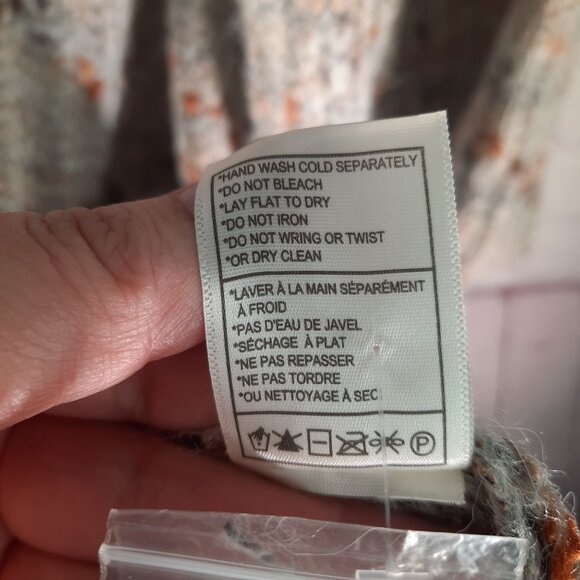 *HAND WASH COLD SEPARATELY
*DO NOT BLEACH
*LAY FLAT TO DRY
*DO NOT IRON
*DO NOT WRING OR TWIST
*OR DRY CLEAN
*LAVER À LA MAIN SÉPARÉMENT
À FROID
*PAS D'EAU DE JAVEL
*SÉCHAGE À PLAT
*NE PAS REPASSER
*NE PAS TORDRE
*OU NETTOYAGE À SEC
P